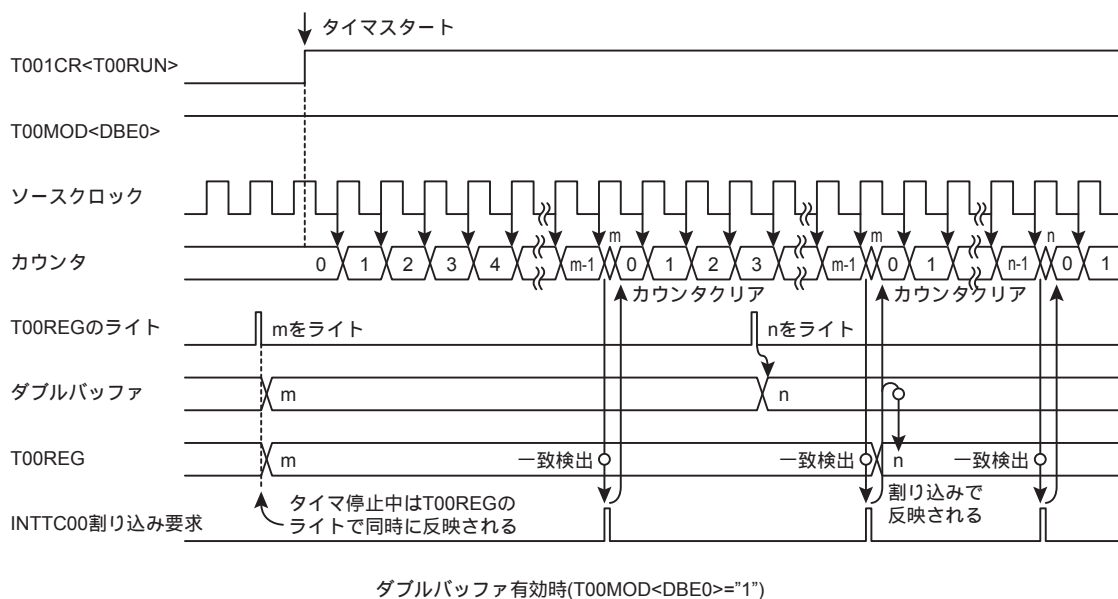 タイマスタート
T001CR<T00RUN>
T00MOD<DBE0>
ソースクロック
カウンタ 0 1 2 3 4 m-1 m 0 1 2 3 m-1 m 0 1 n-1 n 0 1
カウンタクリア カウンタクリア
T00REGのライト mをライト nをライト
ダブルバッファ m n
T00REG m 一致検出 一致検出 n 一致検出
タイマ停止中はT00REGの
ライトで同時に反映される
割り込みで
反映される
INTTC00割り込み要求
ダブルバッファ有効時(T00MOD<DBE0>=”1”)